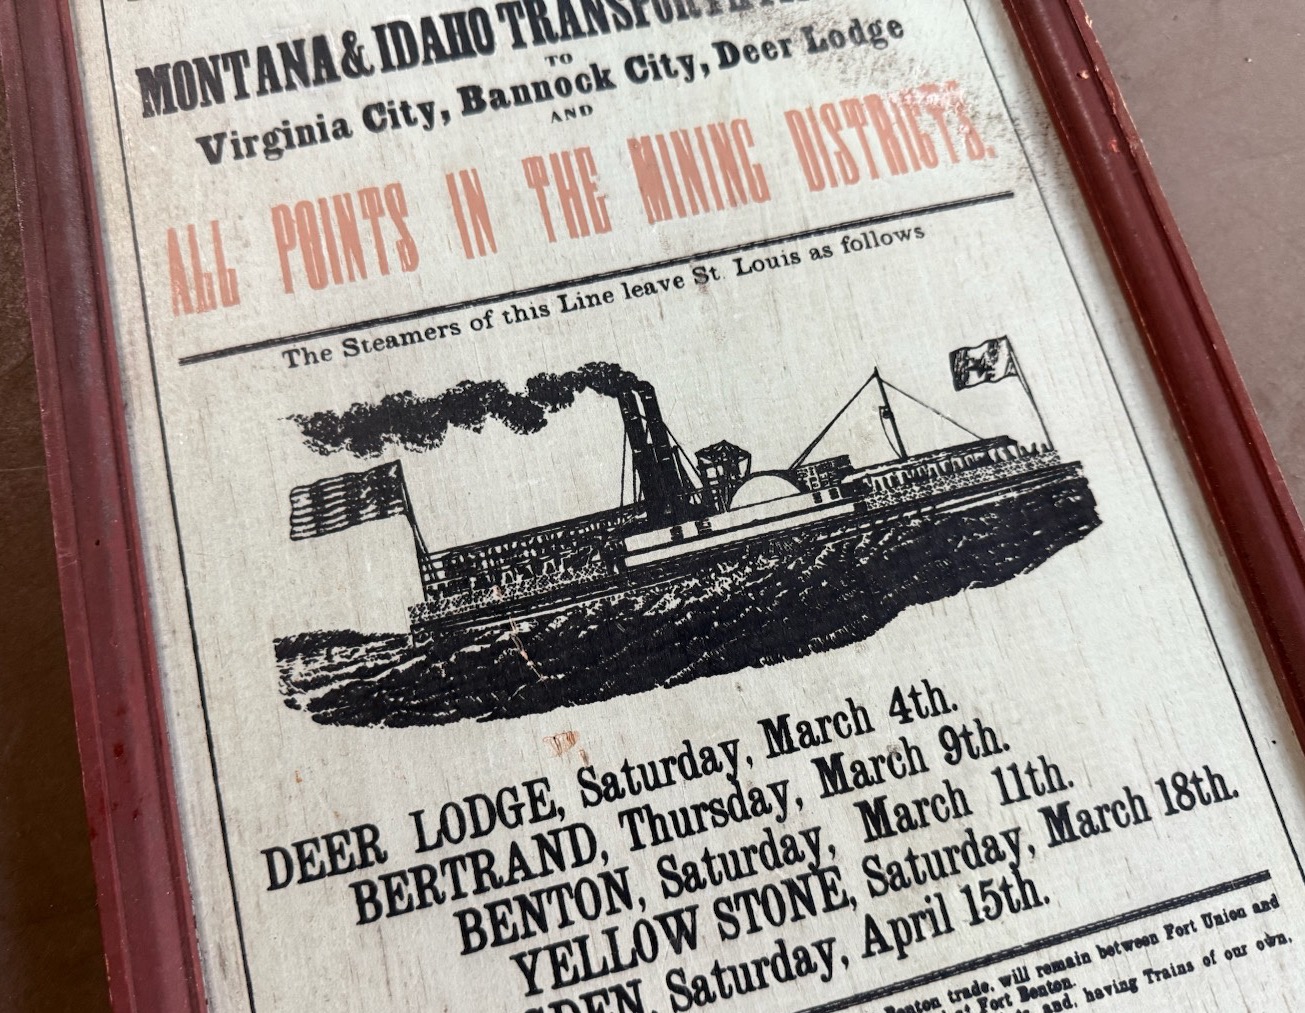 MONTANA & IDAHO
TO
Virginia City, Bannock City, Deer Lodge
AND
ALL POINTS IN THE MINING DISTRICTS.
The Steamers of this Line leave St. Louis as follows
DEER LODGE, Saturday, March 4th.
BERTRAND, Thursday, March 9th.
BENTON, Saturday, March 11th.
YELLOW STONE, Saturday, March 18th.
Saturday, April 15th.
Benton trade, will remain between Fort Union and
Fort Benton.
and, having Trains of our own,